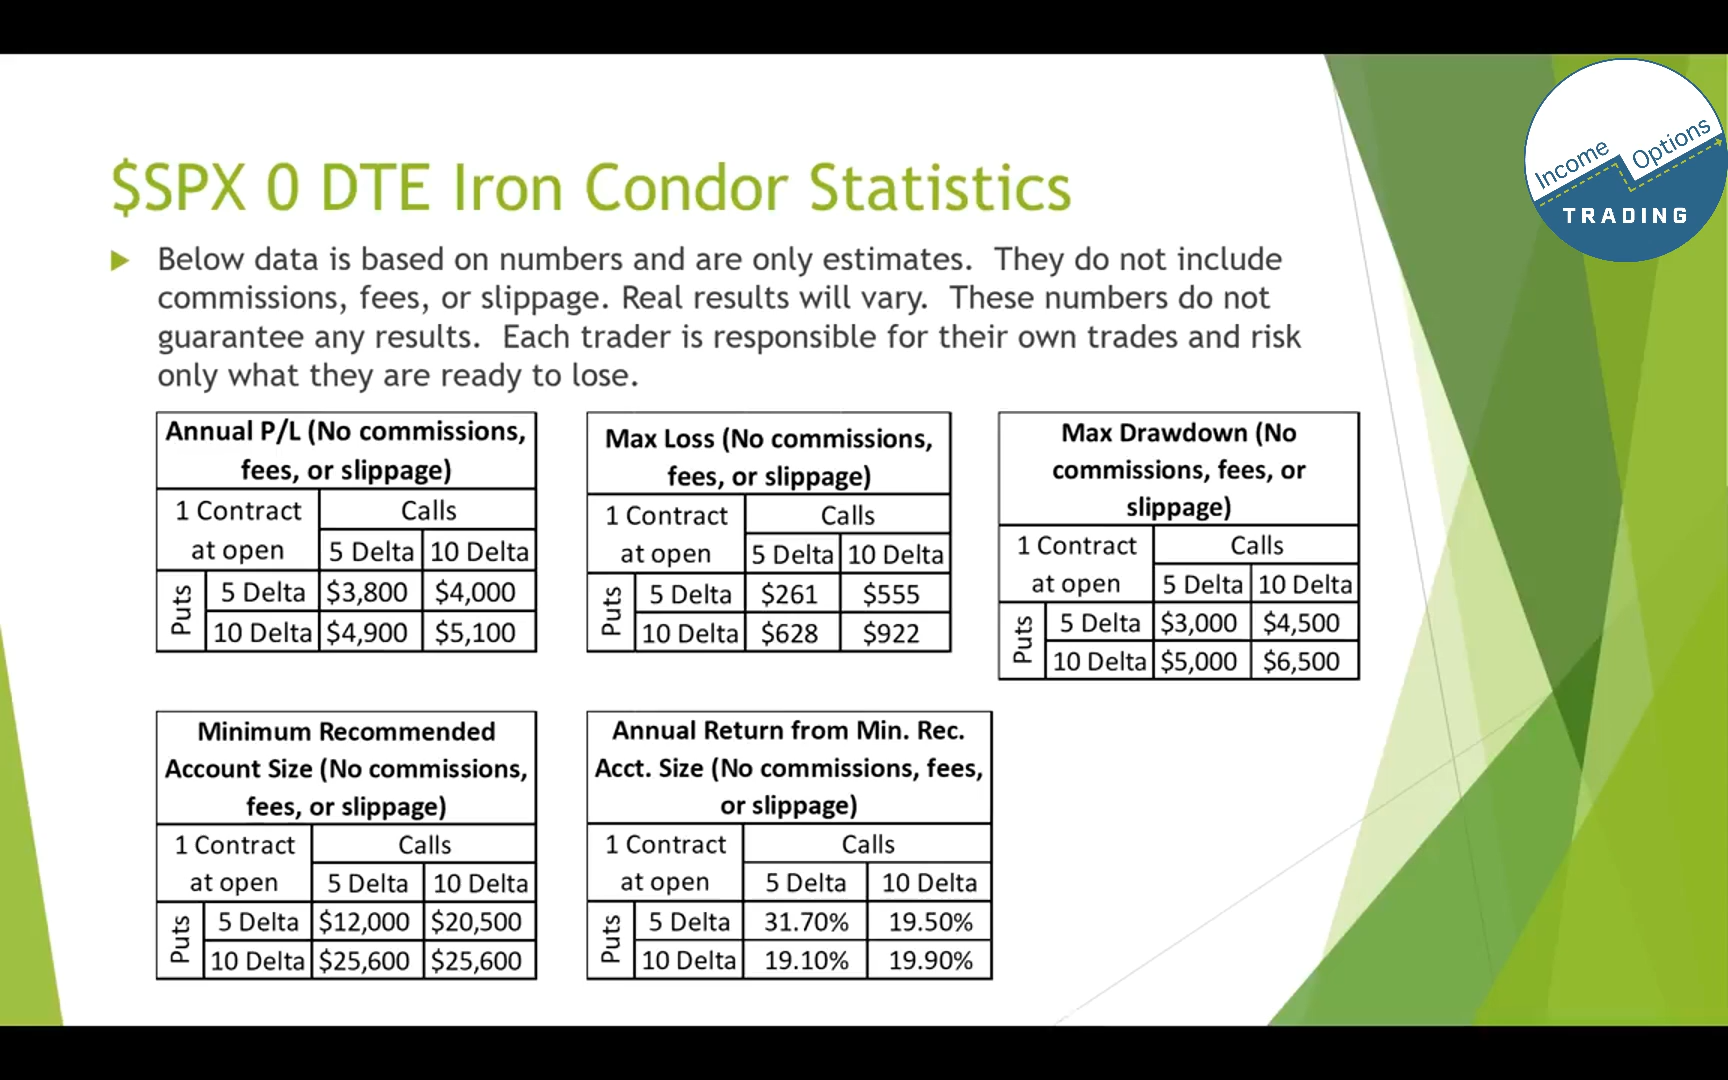 Income Options
TRADING
$SPX 0 DTE Iron Condor Statistics
Below data is based on numbers and are only estimates. They do not include
commissions, fees, or slippage. Real results will vary. These numbers do not
guarantee any results. Each trader is responsible for their own trades and risk
only what they are ready to lose.
Annual P/L (No commissions,
fees, or slippage)
1 Contract
at open
Calls
5 Delta 10 Delta
Puts
5 Delta $3,800 $4,000
10 Delta $4,900 $5,100
Max Loss (No commissions,
fees, or slippage)
1 Contract
at open
Calls
5 Delta 10 Delta
Puts
5 Delta $261 $555
10 Delta $628 $922
Max Drawdown (No
commissions, fees, or
slippage)
1 Contract
at open
Calls
5 Delta 10 Delta
Puts
5 Delta $3,000 $4,500
10 Delta $5,000 $6,500
Minimum Recommended
Account Size (No commissions,
fees, or slippage)
1 Contract
at open
Calls
5 Delta 10 Delta
Puts
5 Delta $12,000 $20,500
10 Delta $25,600 $25,600
Annual Return from Min. Rec.
Acct. Size (No commissions, fees,
or slippage)
1 Contract
at open
Calls
5 Delta 10 Delta
Puts
5 Delta 31.70% 19.50%
10 Delta 19.10% 19.90%